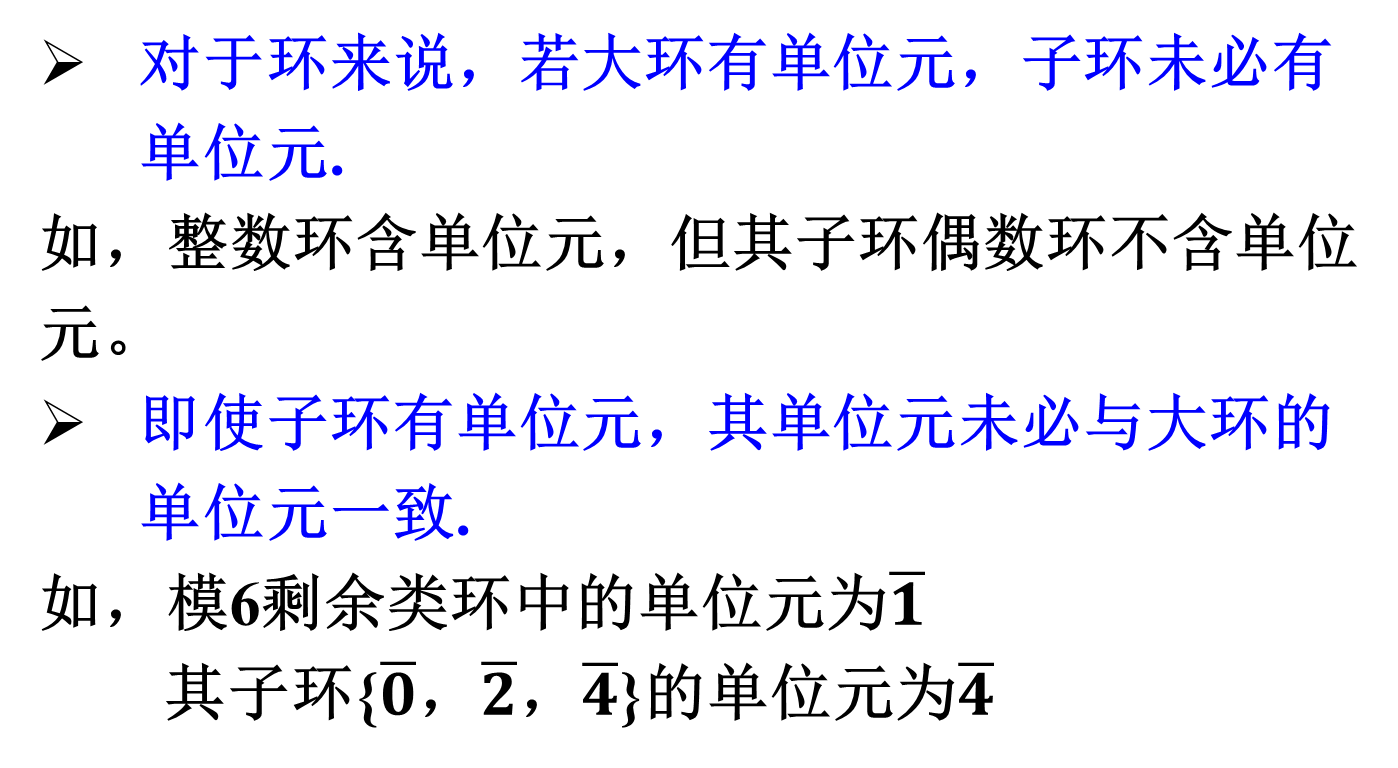 ➢ 对于环来说，若大环有单位元，子环未必有
单位元.
如，整数环含单位元，但其子环偶数环不含单位
元。
➢ 即使子环有单位元，其单位元未必与大环的
单位元一致.
如，模6剩余类环中的单位元为1̅
其子环{0̅，2̅，4̅}的单位元为4̅